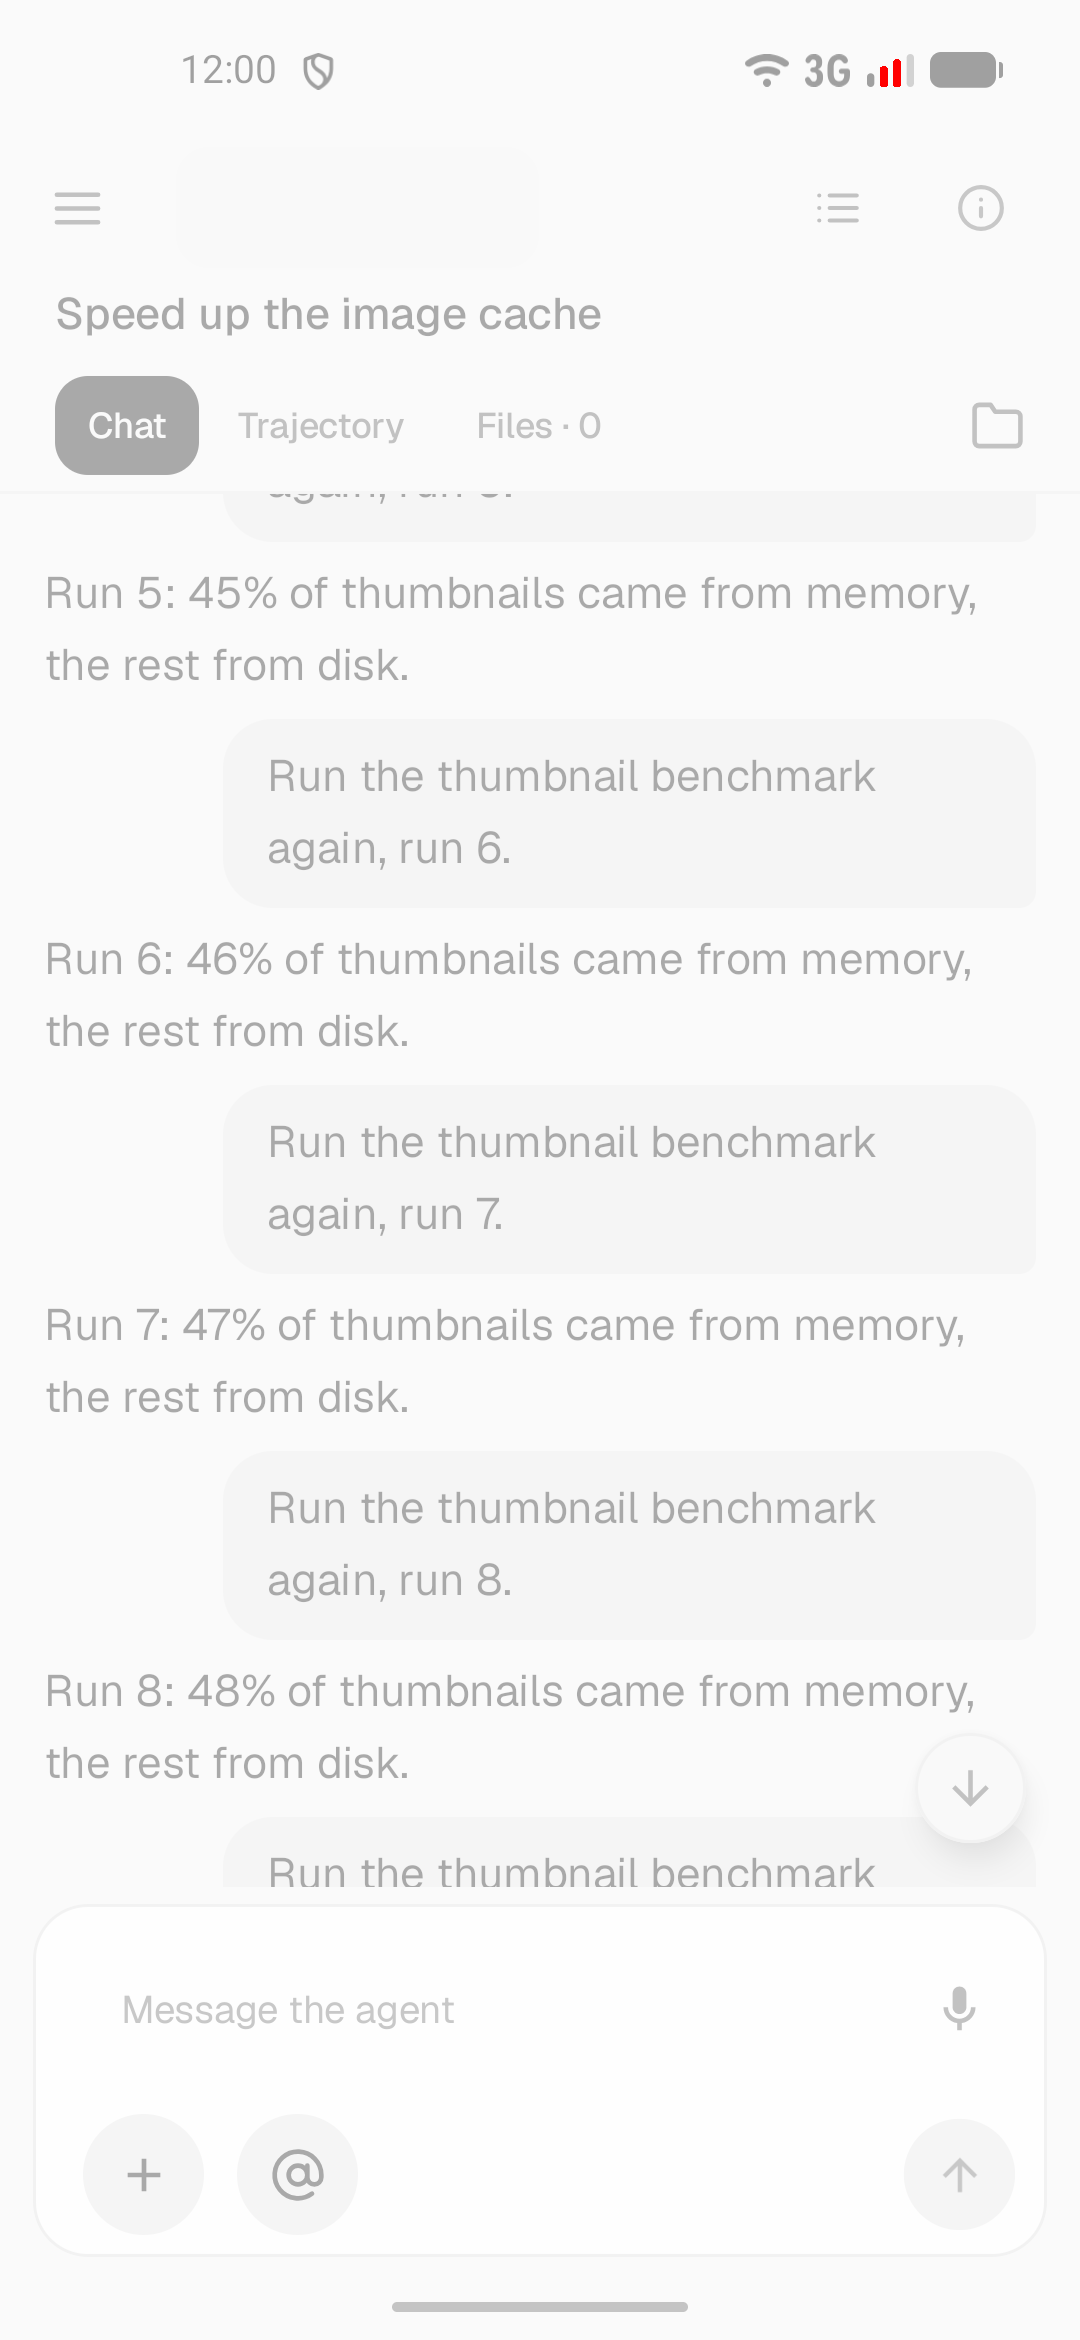 12:00
3G
Speed up the image cache
Chat
Trajectory
Files · 0
again, run 5.
Run 5: 45% of thumbnails came from memory,
the rest from disk.
Run the thumbnail benchmark
again, run 6.
Run 6: 46% of thumbnails came from memory,
the rest from disk.
Run the thumbnail benchmark
again, run 7.
Run 7: 47% of thumbnails came from memory,
the rest from disk.
Run the thumbnail benchmark
again, run 8.
Run 8: 48% of thumbnails came from memory,
the rest from disk.
Run the thumbnail benchmark
Message the agent